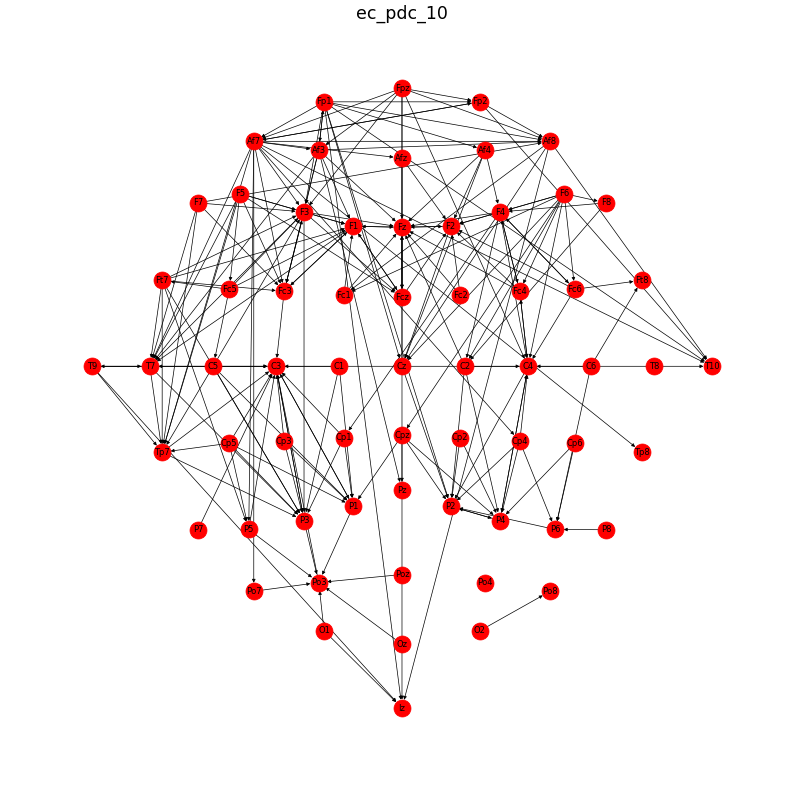 ec_pdc_10
Fpz
Fp1 Fp2
Af7 Af8
Af3 Afz Af4
F5 F6
F7 F8
F3 F4
F1 Fz F2
Ft7 Ft8
Fc5 Fc3 Fc1 Fcz Fc2 Fc4 Fc6
T9 T7 C5 C3 C1 Cz C2 C4 C6 T8 T10
Cp5 Cp3 Cp1 Cpz Cp2 Cp4 Cp6
Tp7 Tp8
Pz
P1 P2
P3 P4
P7 P5 P6 P8
Poz
Po3 Po4
Po7 Po8
O1 O2
Oz
Iz